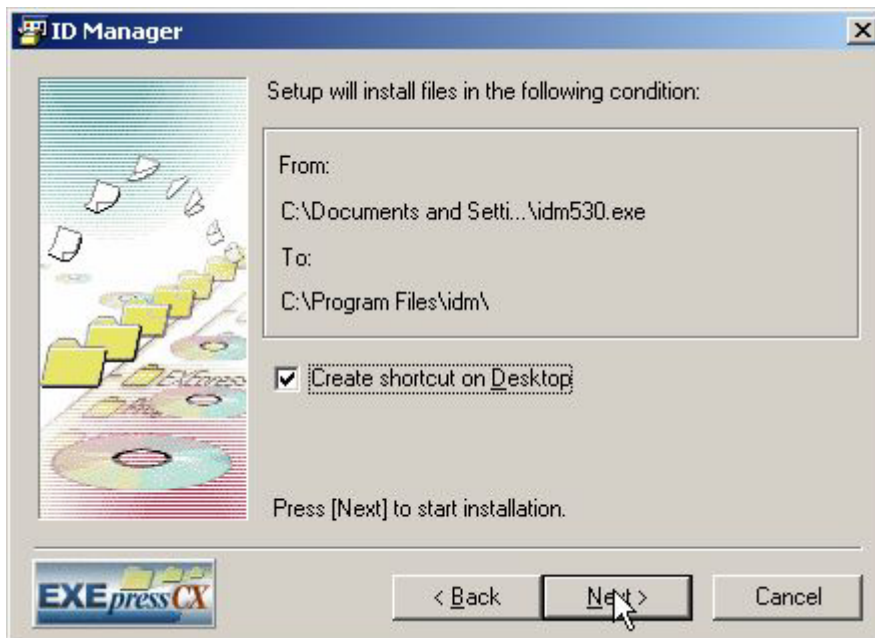 ID Manager
Setup will install files in the following condition:
From:
C:\Documents and Setti...\idm530.exe
To:
C:\Program Files\idm\
Create shortcut on Desktop
EXEpress
Press [Next] to start installation.
EXEpressCX
< Back
Next >
Cancel